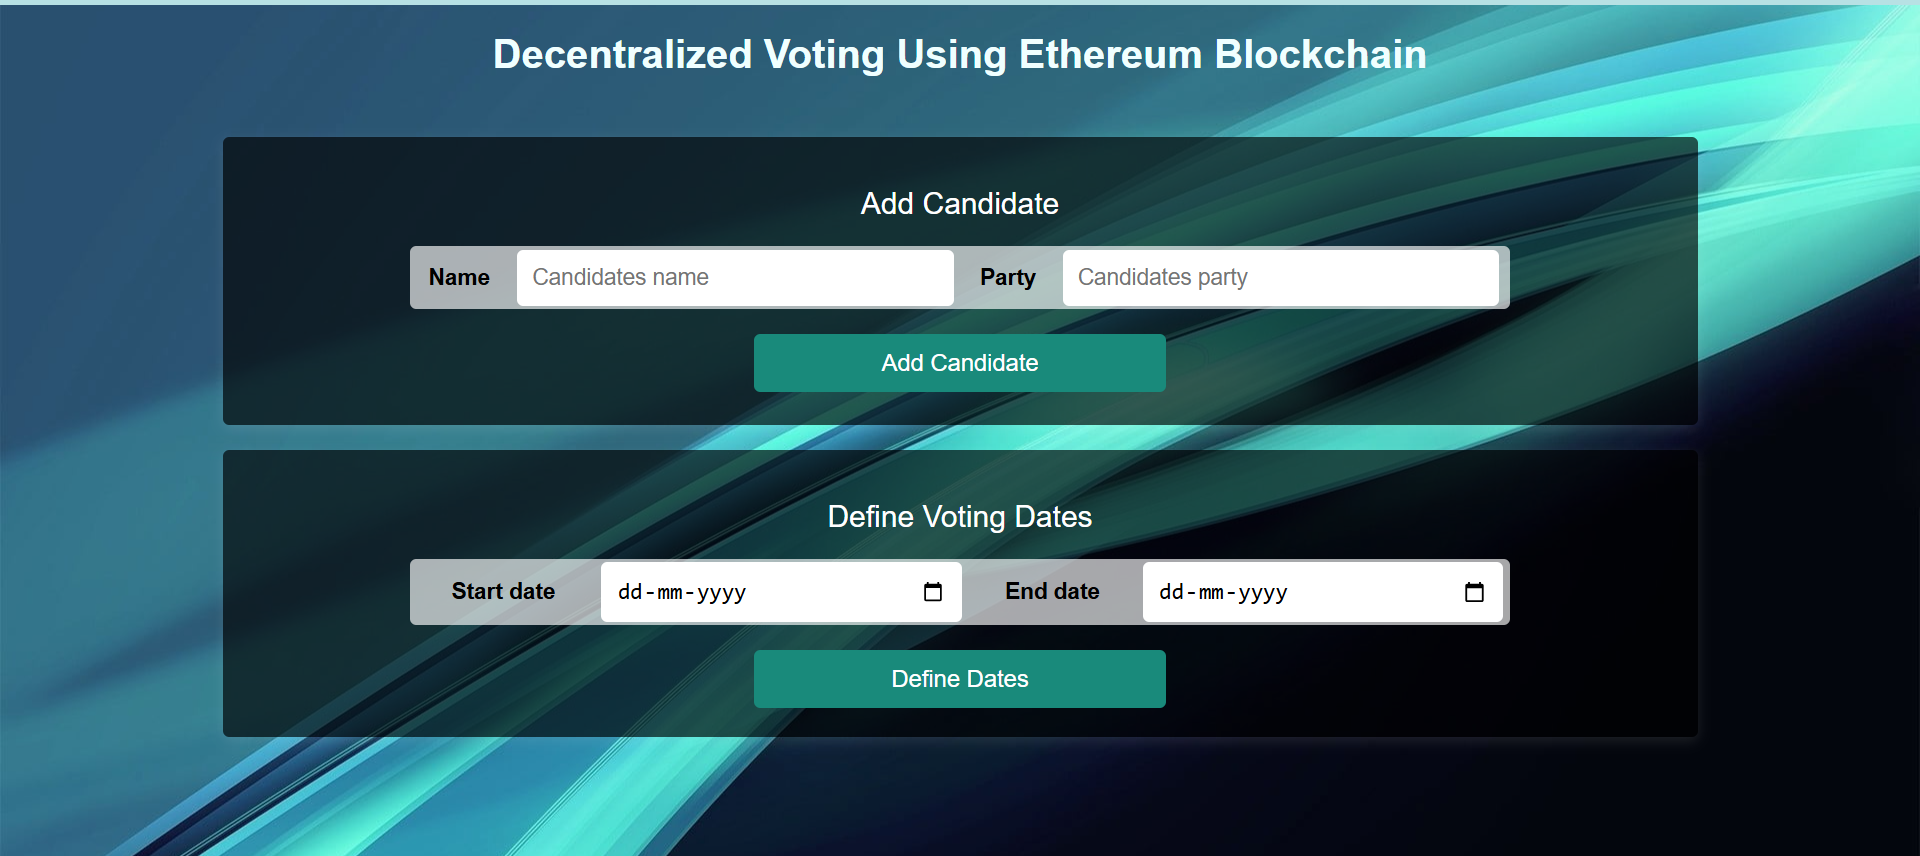 Decentralized Voting Using Ethereum Blockchain
Add Candidate
Name Candidates name Party Candidates party
Add Candidate
Define Voting Dates
Start date dd-mm-yyyy End date dd-mm-yyyy
Define Dates